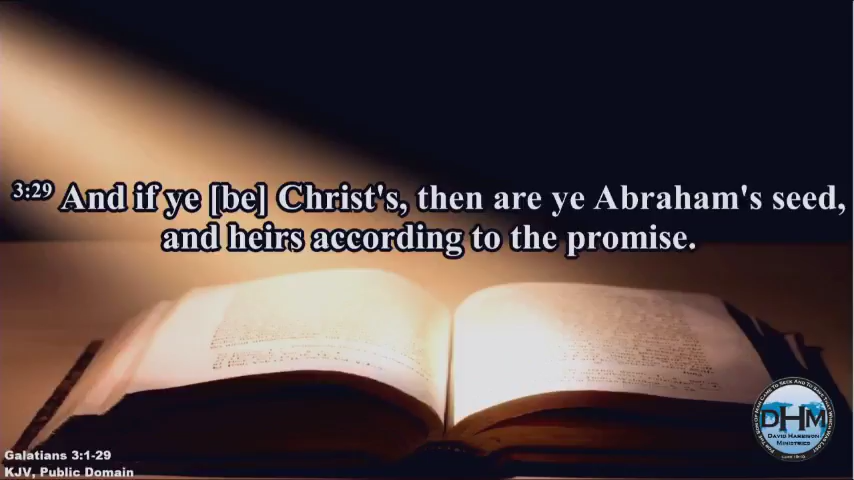 3:29 And if ye [be] Christ's, then are ye Abraham's seed,
and heirs according to the promise.
Galatians 3:1-29
KJV, Public Domain
DHM
DAVID HARRISON
MINISTRIES